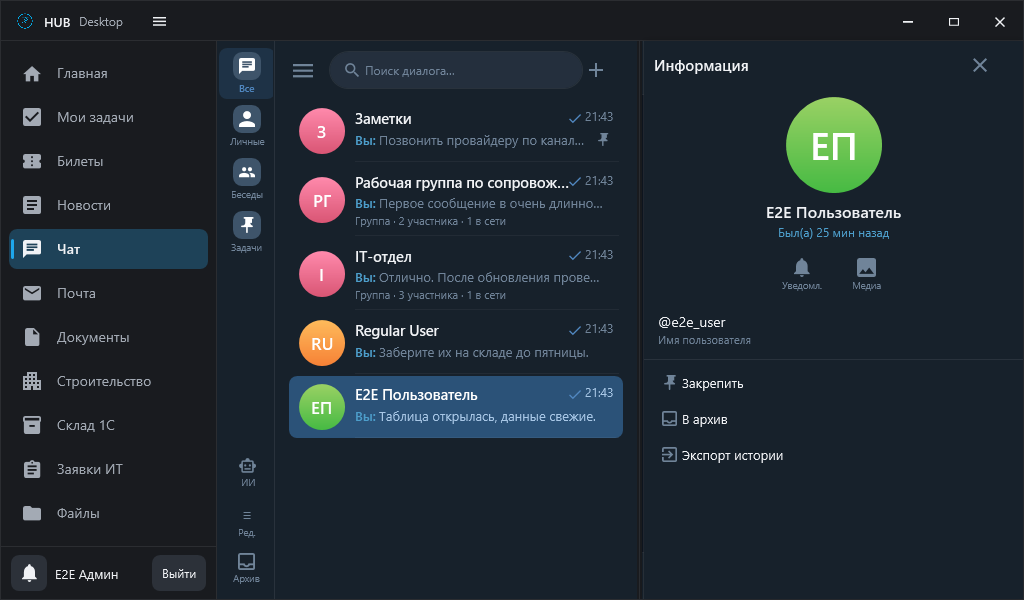 HUB Desktop
Главная
Мои задачи
Билеты
Новости
Чат
Почта
Документы
Строительство
Склад 1С
Заявки ИТ
Файлы
E2E Админ
Выйти
Все
Личные
Беседы
Задачи
ИИ
Ред.
Архив
Поиск диалога...
З
Заметки 21:43
Вы: Позвонить провайдеру по канал...
РГ
Рабочая группа по сопровож... 21:43
Вы: Первое сообщение в очень длинно...
Группа · 2 участника · 1 в сети
I
IT-отдел 21:43
Вы: Отлично. После обновления прове...
Группа · 3 участника · 1 в сети
RU
Regular User 21:43
Вы: Заберите их на складе до пятницы.
ЕП
E2E Пользователь 21:43
Вы: Таблица открылась, данные свежие.
Информация
ЕП
E2E Пользователь
Был(а) 25 мин назад
Уведомл.
Медиа
@e2e_user
Имя пользователя
Закрепить
В архив
Экспорт истории